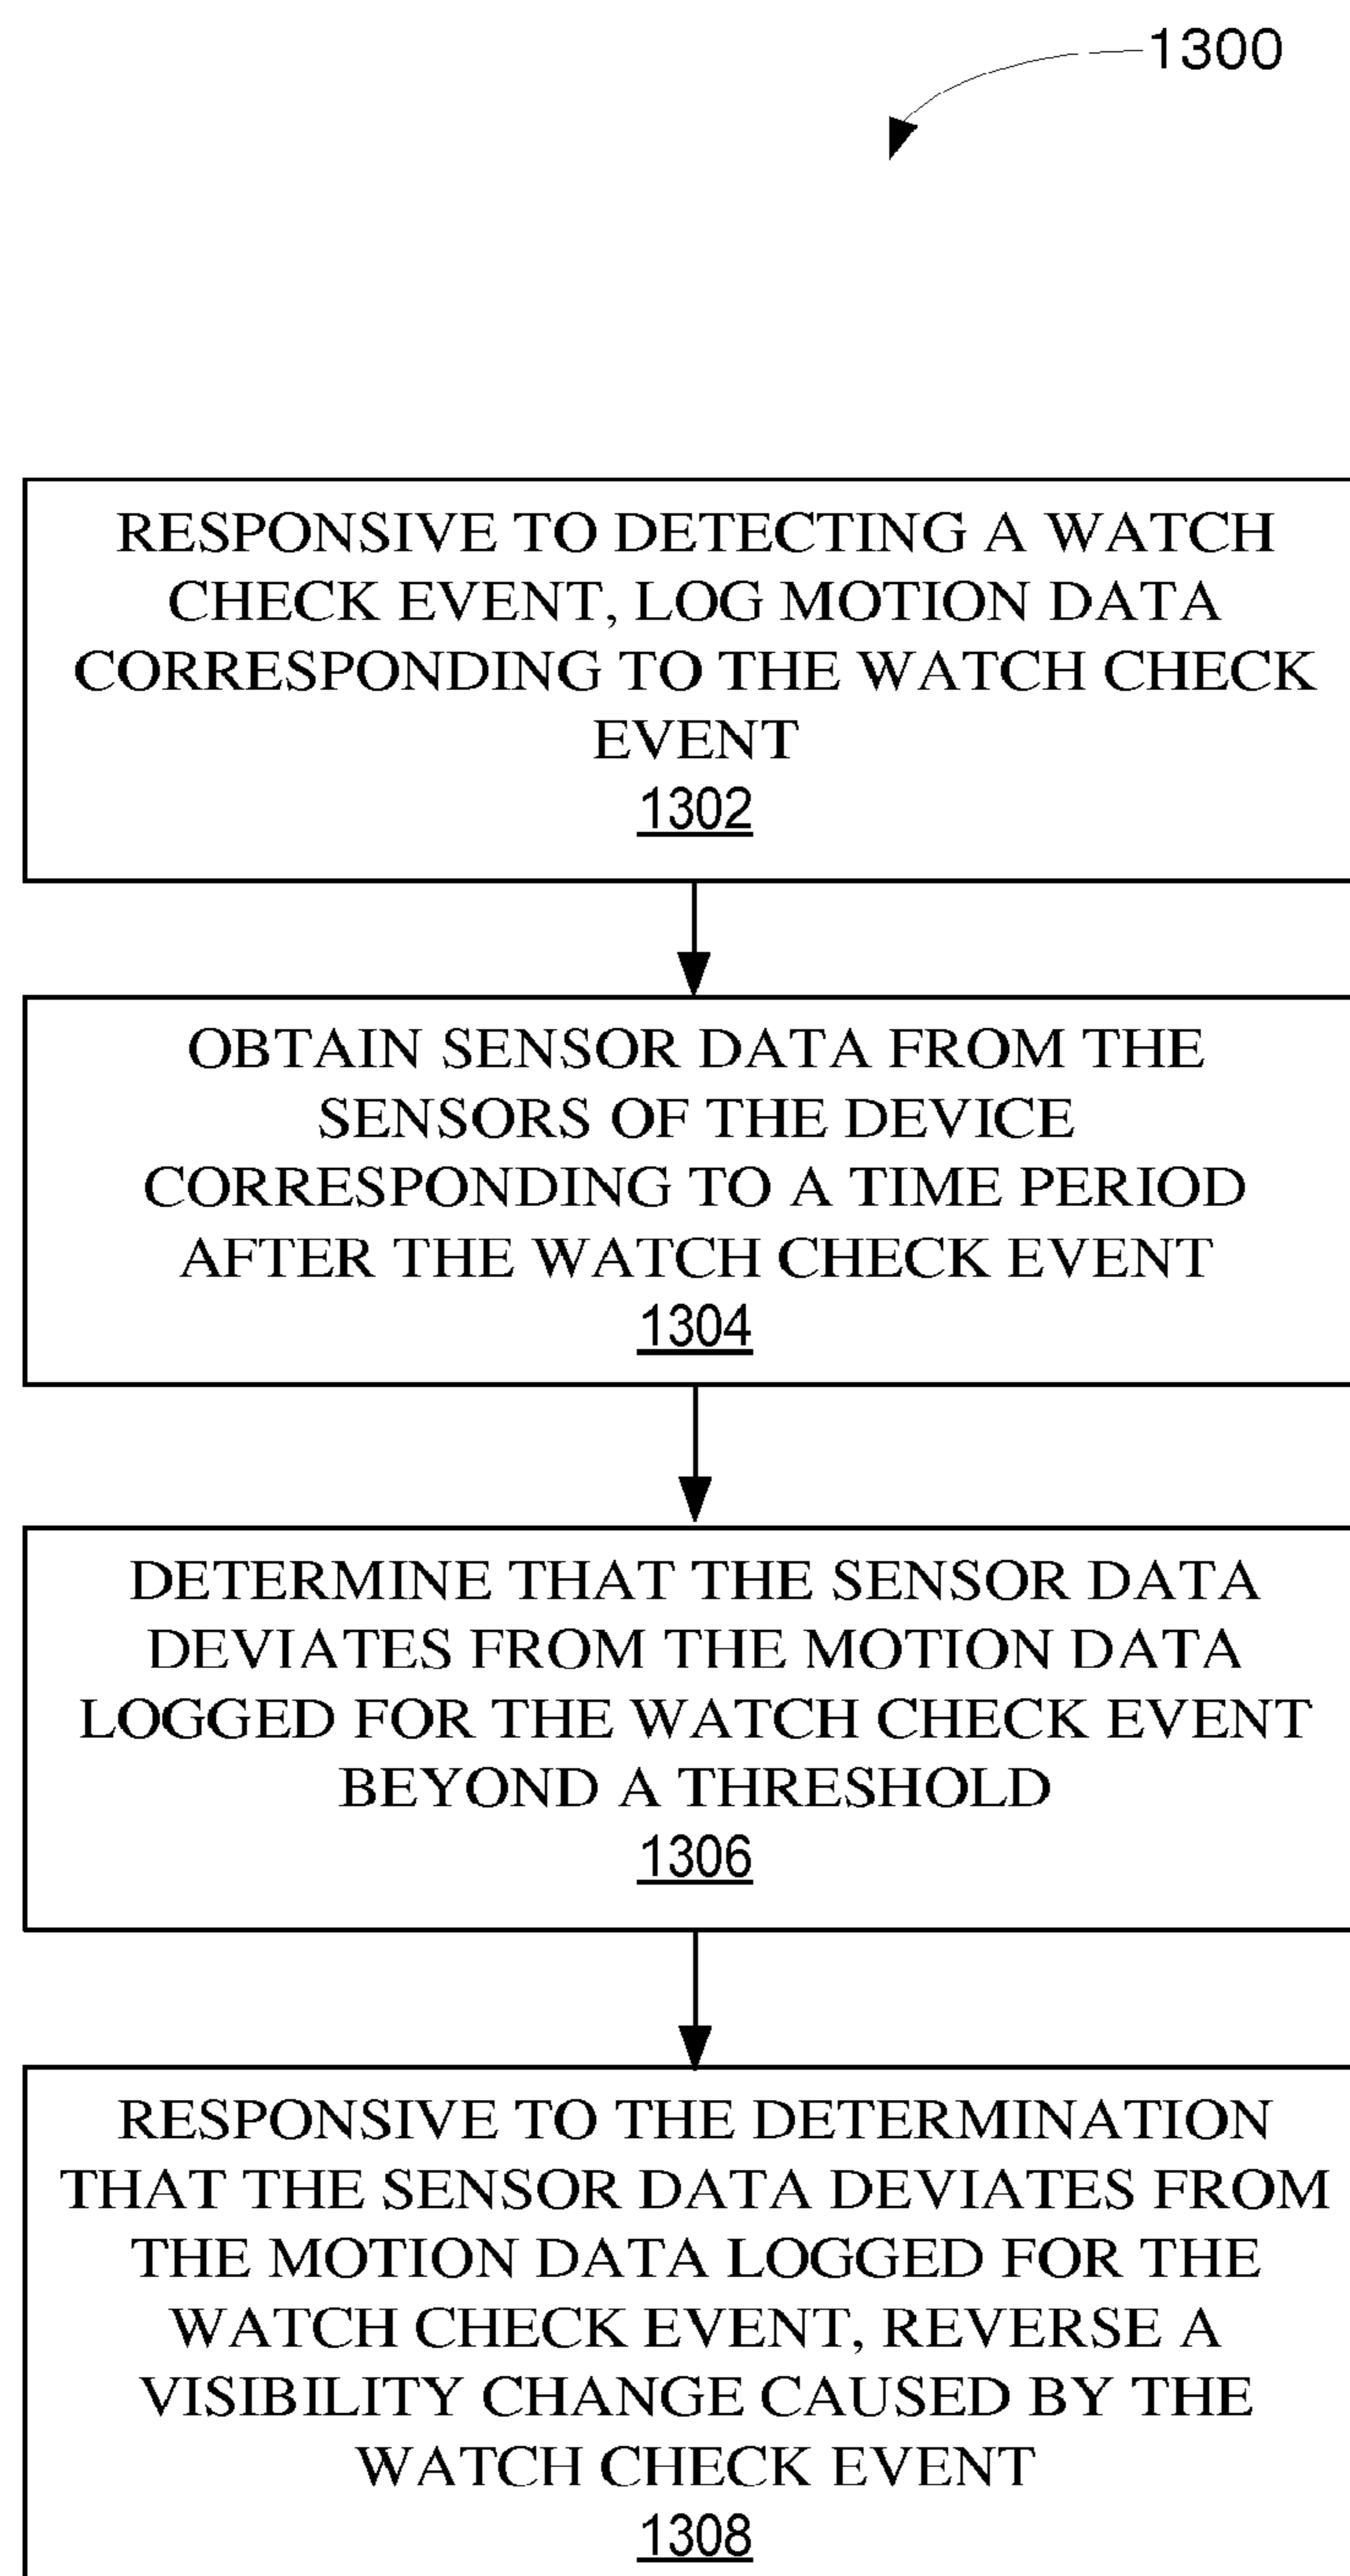 1300
RESPONSIVE TO DETECTING A WATCH
CHECK EVENT, LOG MOTION DATA
CORRESPONDING TO THE WATCH CHECK
EVENT
1302
OBTAIN SENSOR DATA FROM THE
SENSORS OF THE DEVICE
CORRESPONDING TO A TIME PERIOD
AFTER THE WATCH CHECK EVENT
1304
DETERMINE THAT THE SENSOR DATA
DEVIATES FROM THE MOTION DATA
LOGGED FOR THE WATCH CHECK EVENT
BEYOND A THRESHOLD
1306
RESPONSIVE TO THE DETERMINATION
THAT THE SENSOR DATA DEVIATES FROM
THE MOTION DATA LOGGED FOR THE
WATCH CHECK EVENT, REVERSE A
VISIBILITY CHANGE CAUSED BY THE
WATCH CHECK EVENT
1308